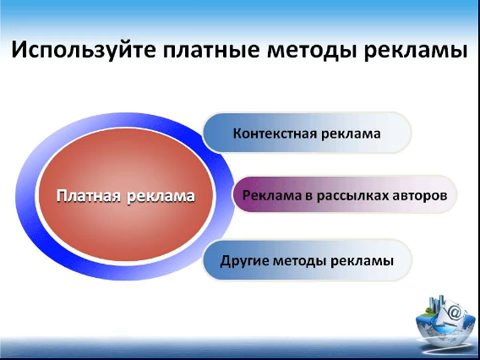 Используйте платные методы рекламы
Контекстная реклама
Платная реклама
Реклама в рассылках авторов
Другие методы рекламы
@